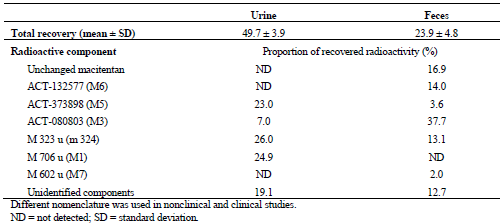 Urine Feces
Total recovery (mean ± SD) 49.7 ± 3.9 23.9 ± 4.8
Radioactive component Proportion of recovered radioactivity (%)
Unchanged macitentan ND 16.9
ACT-132577 (M6) ND 14.0
ACT-373898 (M5) 23.0 3.6
ACT-080803 (M3) 7.0 37.7
M 323 u (m 324) 26.0 13.1
M 706 u (M1) 24.9 ND
M 602 u (M7) ND 2.0
Unidentified components 19.1 12.7
Different nomenclature was used in nonclinical and clinical studies.
ND = not detected; SD = standard deviation.